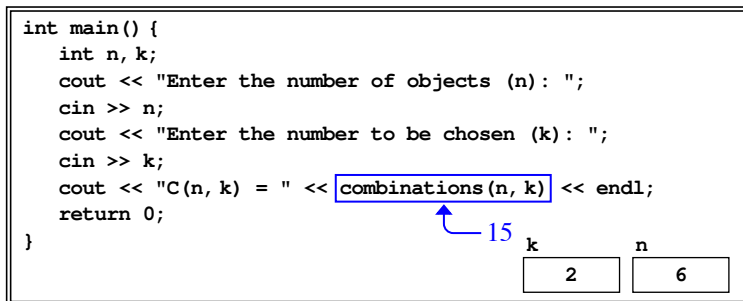 int main() {
int n, k;
cout << "Enter the number of objects (n): ";
cin >> n;
cout << "Enter the number to be chosen (k): ";
cin >> k;
cout << "C(n, k) = " << combinations(n, k) << endl;
return 0;
}
15
k n
2 6